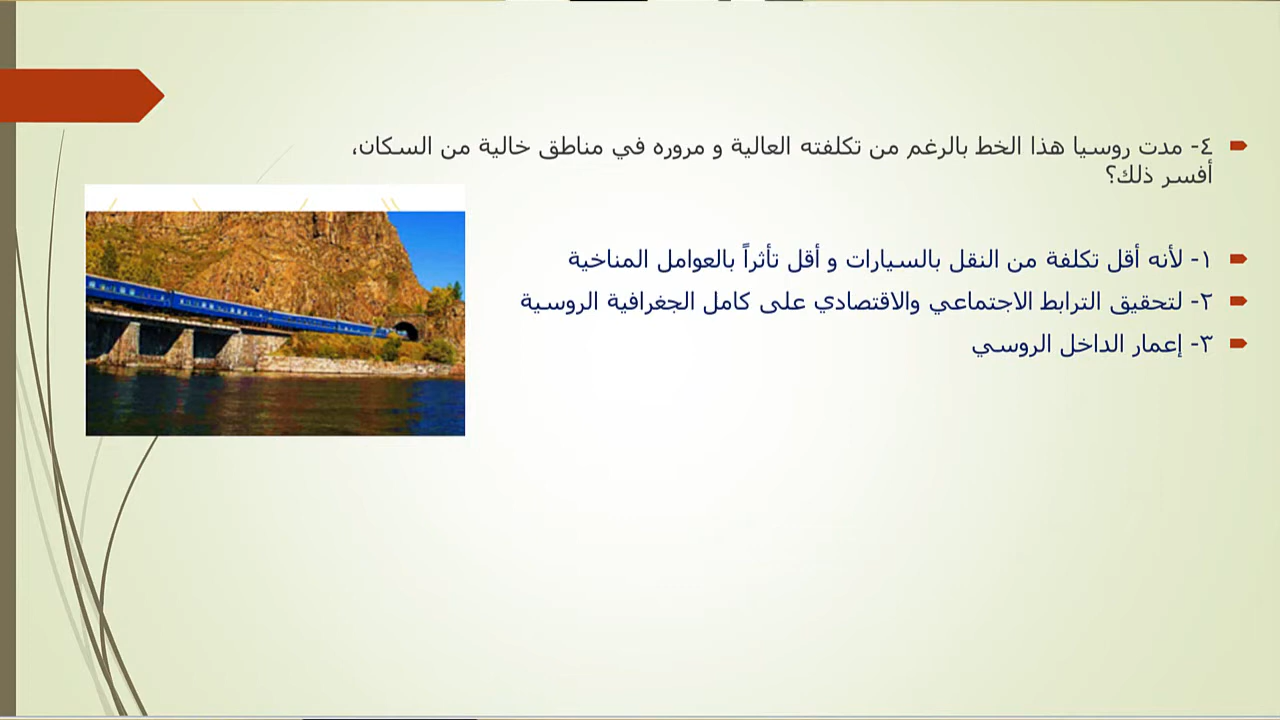 ٤- مدت روسيا هذا الخط بالرغم من تكلفته العالية و مروره في مناطق خالية من السكان،
أفسر ذلك؟
١- لأنه أقل تكلفة من النقل بالسيارات و أقل تأثراً بالعوامل المناخية
٢- لتحقيق الترابط الاجتماعي والاقتصادي على كامل الجغرافية الروسية
٣- إعمار الداخل الروسي